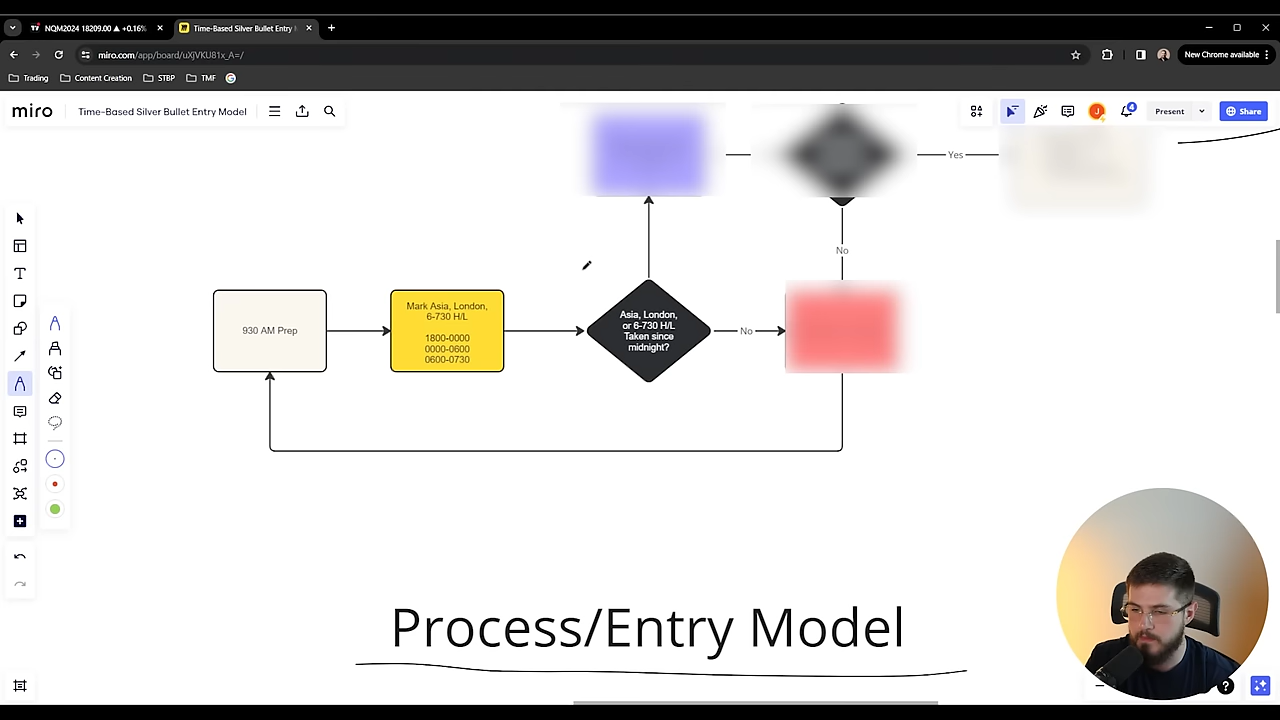 NQM2024 18209.00 ▲ +0.16%
Time-Based Silver Bullet Entry M
miro.com/app/board/uXjVKU81x_A=/
New Chrome available
Trading
Content Creation
STBP
TMF
miro
Time-Based Silver Bullet Entry Model
J
4
Present
Share
Yes
No
930 AM Prep
Mark Asia, London,
6-730 H/L
1800-0000
0000-0600
0600-0730
Asia, London,
or 6-730 H/L
Taken since
midnight?
No
Process/Entry Model